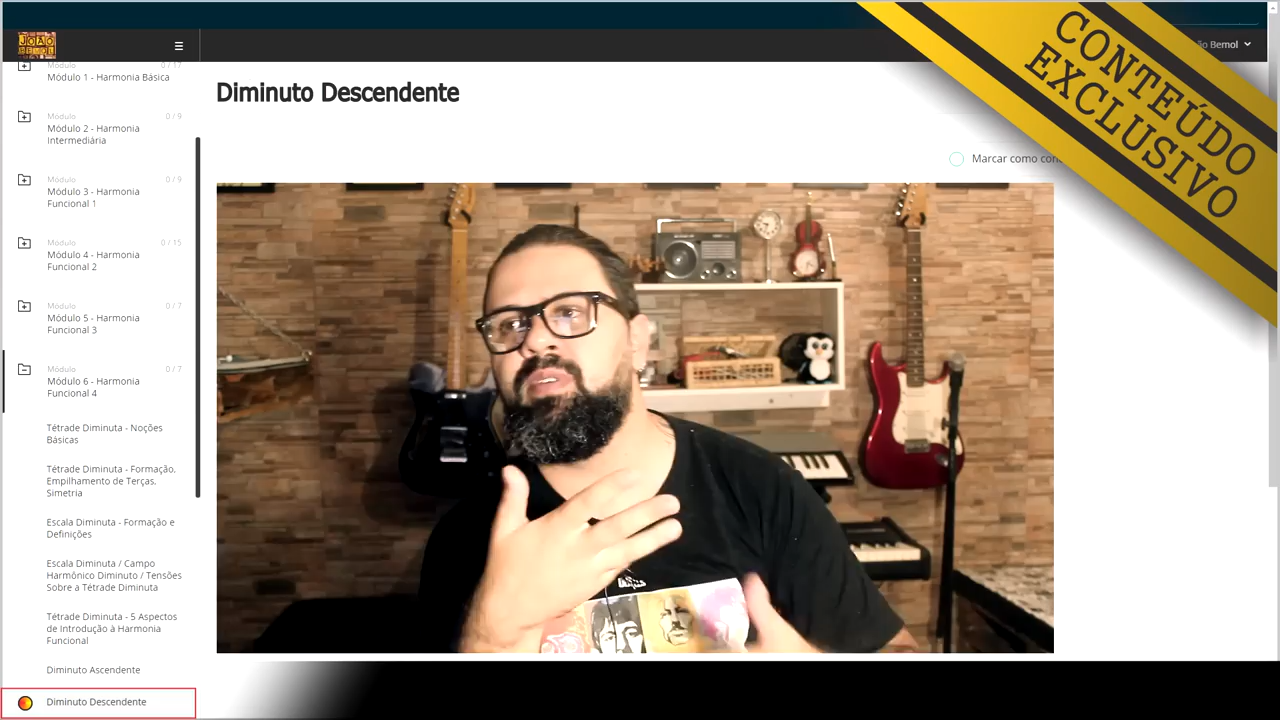 JOÃO
BEMOL
Bemol
CONTEÚDO
EXCLUSIVO
Módulo 0 / 17
Módulo 1 - Harmonia Básica
Módulo 0 / 9
Módulo 2 - Harmonia
Intermediária
Módulo 0 / 9
Módulo 3 - Harmonia
Funcional 1
Módulo 0 / 15
Módulo 4 - Harmonia
Funcional 2
Módulo 0 / 7
Módulo 5 - Harmonia
Funcional 3
Módulo 0 / 7
Módulo 6 - Harmonia
Funcional 4
Tétrade Diminuta - Noções
Básicas
Tétrade Diminuta - Formação,
Empilhamento de Terças,
Simetria
Escala Diminuta - Formação e
Definições
Escala Diminuta / Campo
Harmônico Diminuto / Tensões
Sobre a Tétrade Diminuta
Tétrade Diminuta - 5 Aspectos
de Introdução à Harmonia
Funcional
Diminuto Ascendente
Diminuto Descendente
Diminuto Descendente
Marcar como